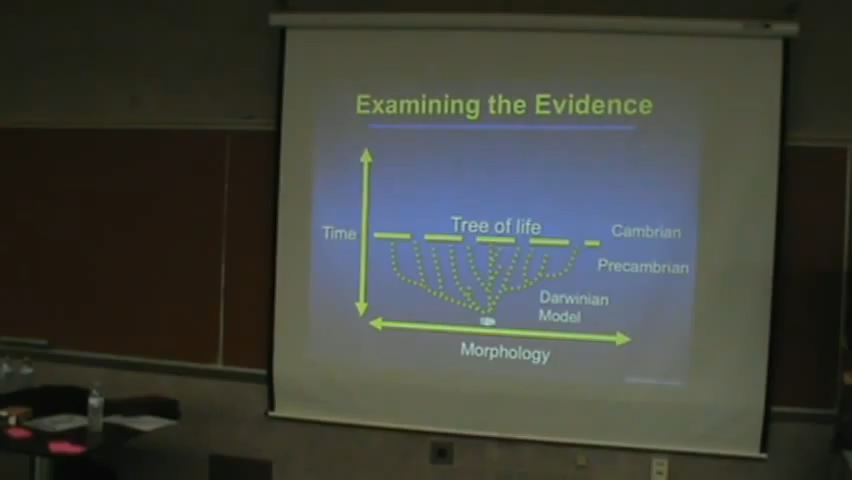 Examining the Evidence
Tree of life
Time
Cambrian
Precambrian
Darwinian
Model
Morphology